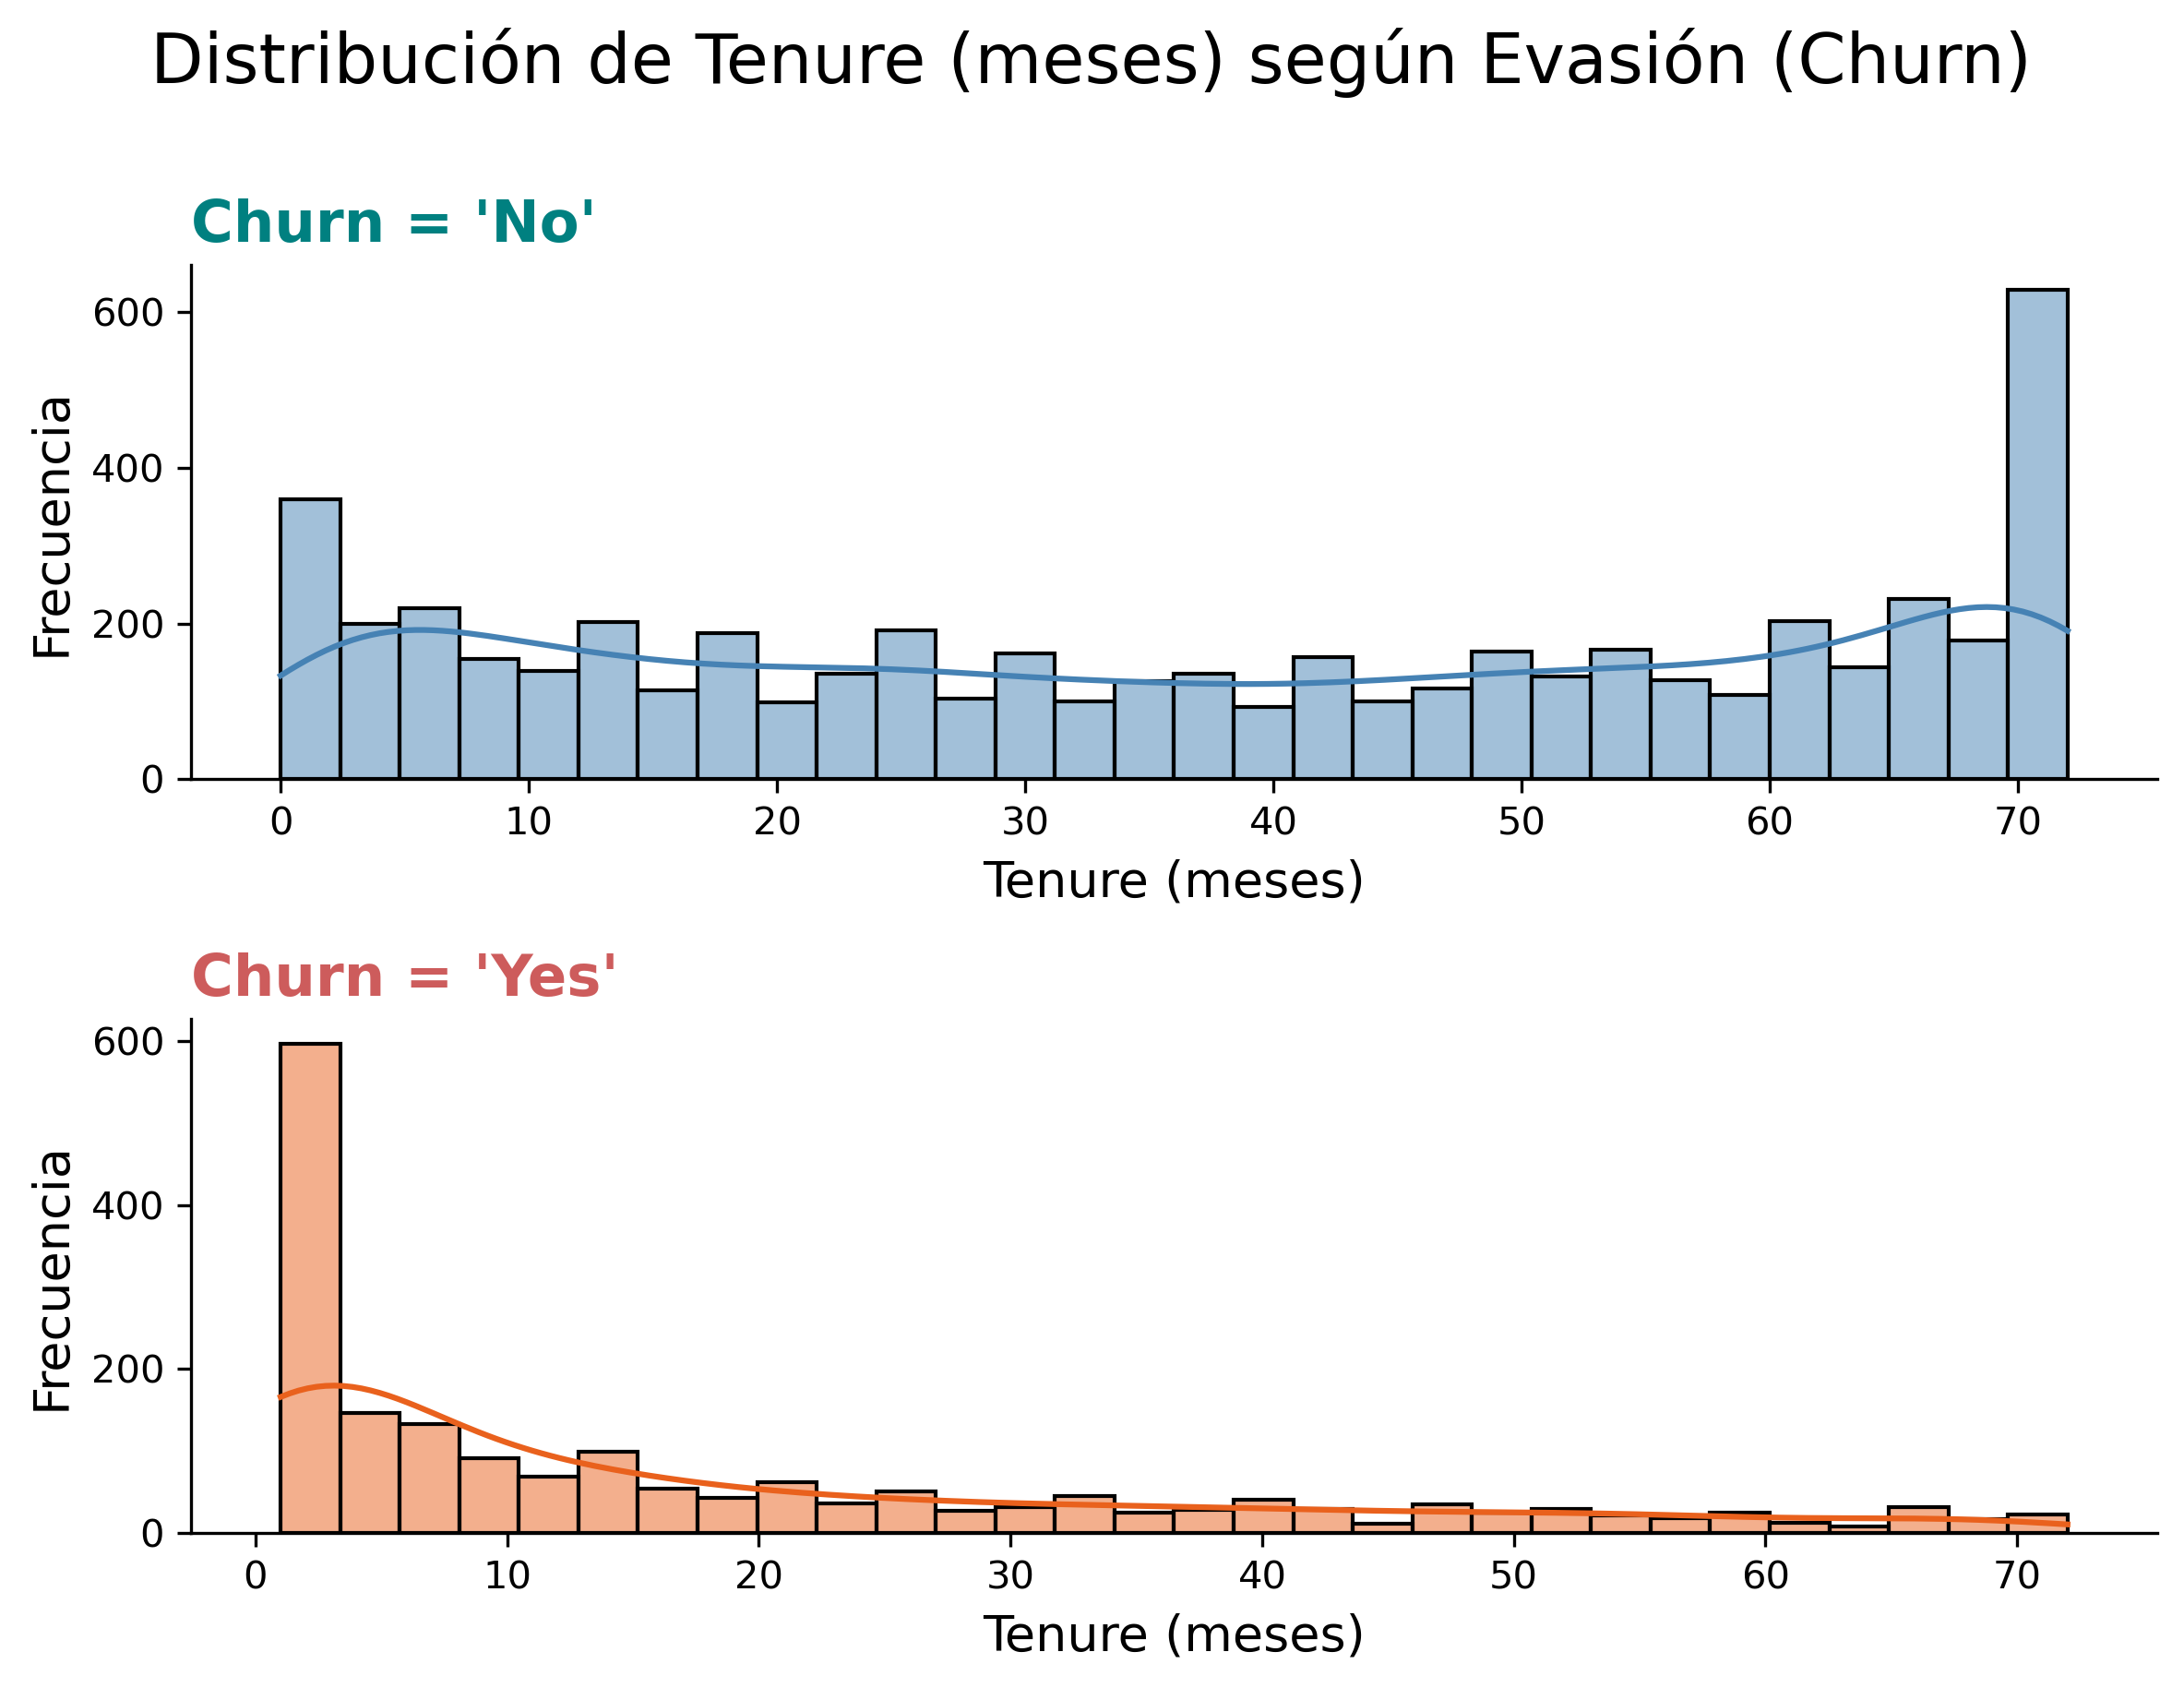 Distribución de Tenure (meses) según Evasión (Churn)
Churn = 'No'
Frecuencia
600
400
200
0
0 10 20 30 40 50 60 70
Tenure (meses)
Churn = 'Yes'
Frecuencia
600
400
200
0
0 10 20 30 40 50 60 70
Tenure (meses)